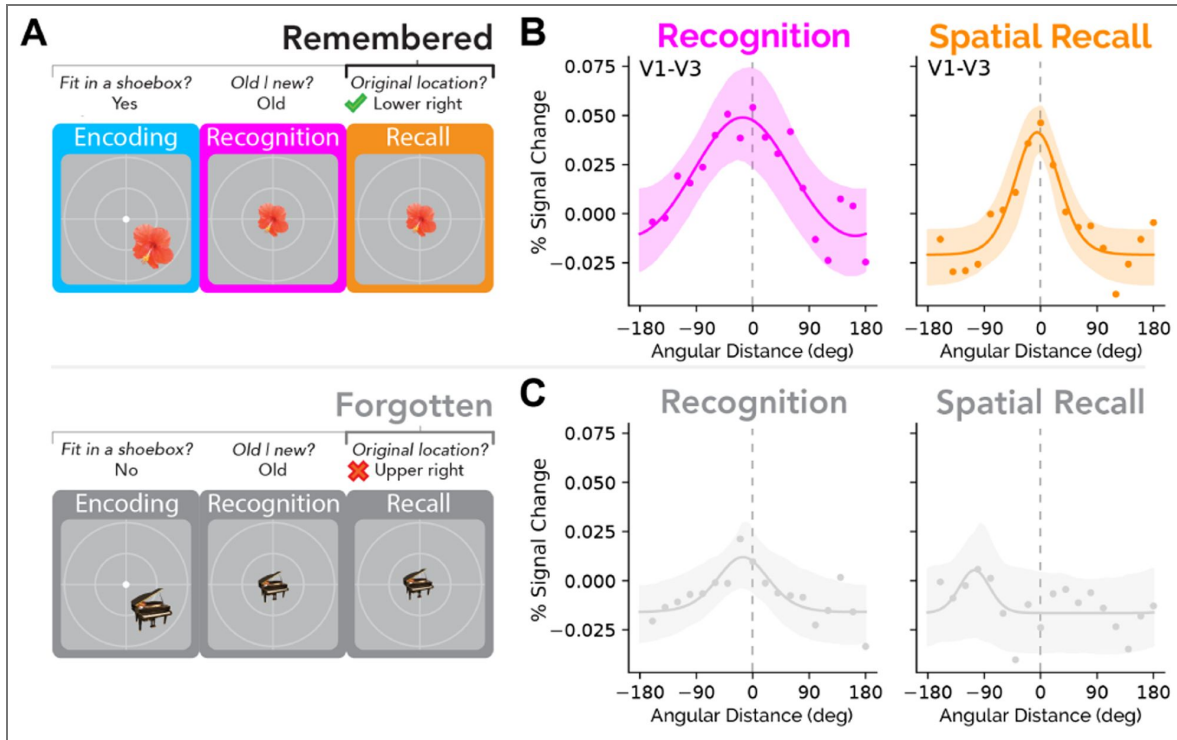 A
Remembered
Fit in a shoebox? Old | new? Original location?
Yes Old Lower right
Encoding Recognition Recall
Forgotten
Fit in a shoebox? Old | new? Original location?
No Old Upper right
Encoding Recognition Recall
B
Recognition Spatial Recall
V1-V3 V1-V3
% Signal Change
0.075
0.050
0.025
0.000
−0.025
−180 −90 0 90 180 −180 −90 0 90 180
Angular Distance (deg) Angular Distance (deg)
C
Recognition Spatial Recall
% Signal Change
0.075
0.050
0.025
0.000
−0.025
−180 −90 0 90 180 −180 −90 0 90 180
Angular Distance (deg) Angular Distance (deg)